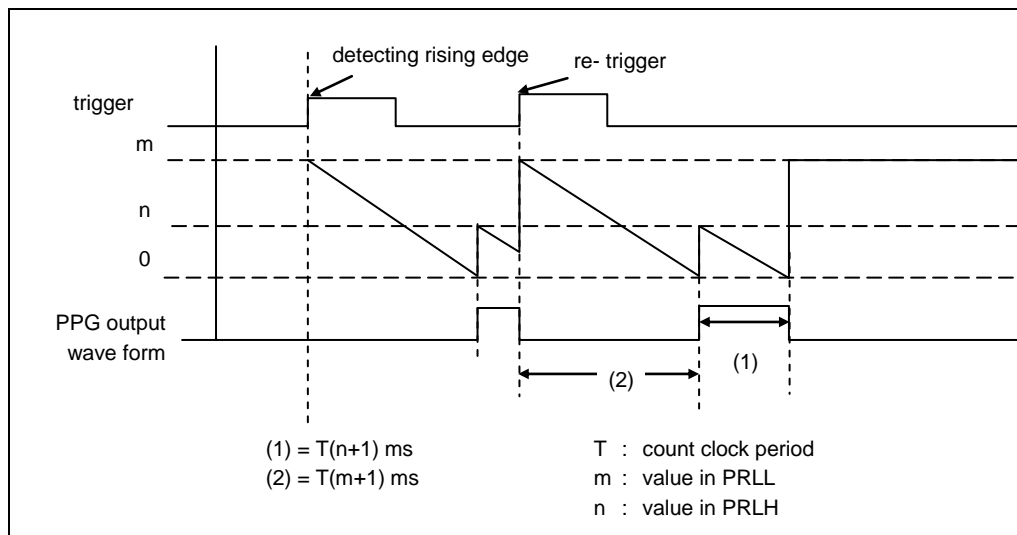 detecting rising edge
re- trigger
trigger
m
n
0
PPG output
wave form
(1)
(2)
(1) = T(n+1) ms
(2) = T(m+1) ms
T : count clock period
m : value in PRLL
n : value in PRLH